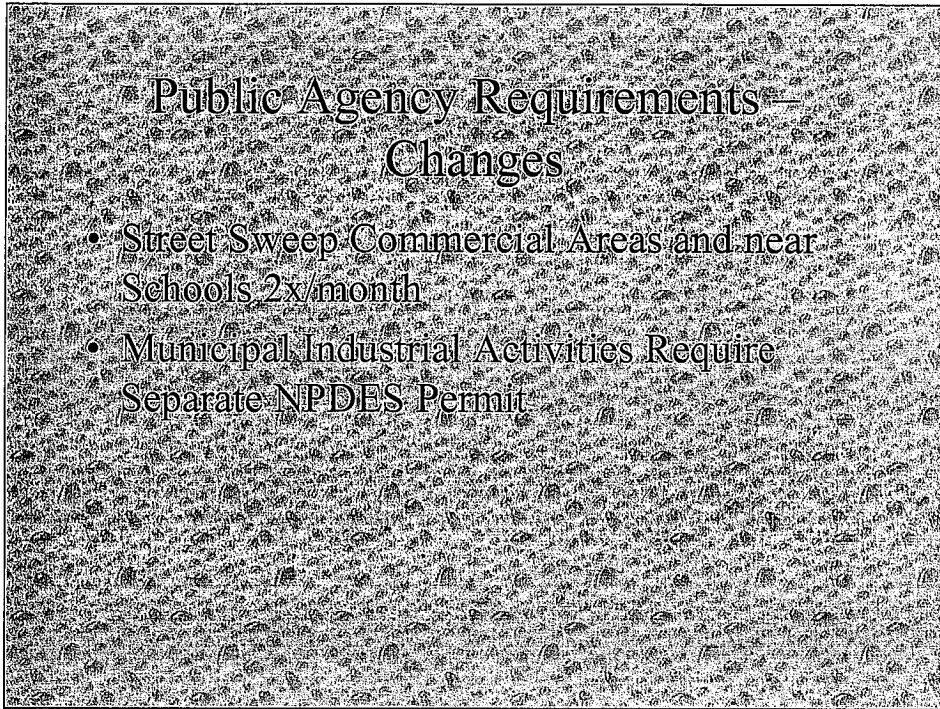 Public Agency Requirements –
Changes
• Street Sweep Commercial Areas and near
Schools 2x/month
• Municipal Industrial Activities Require
Separate NPDES Permit